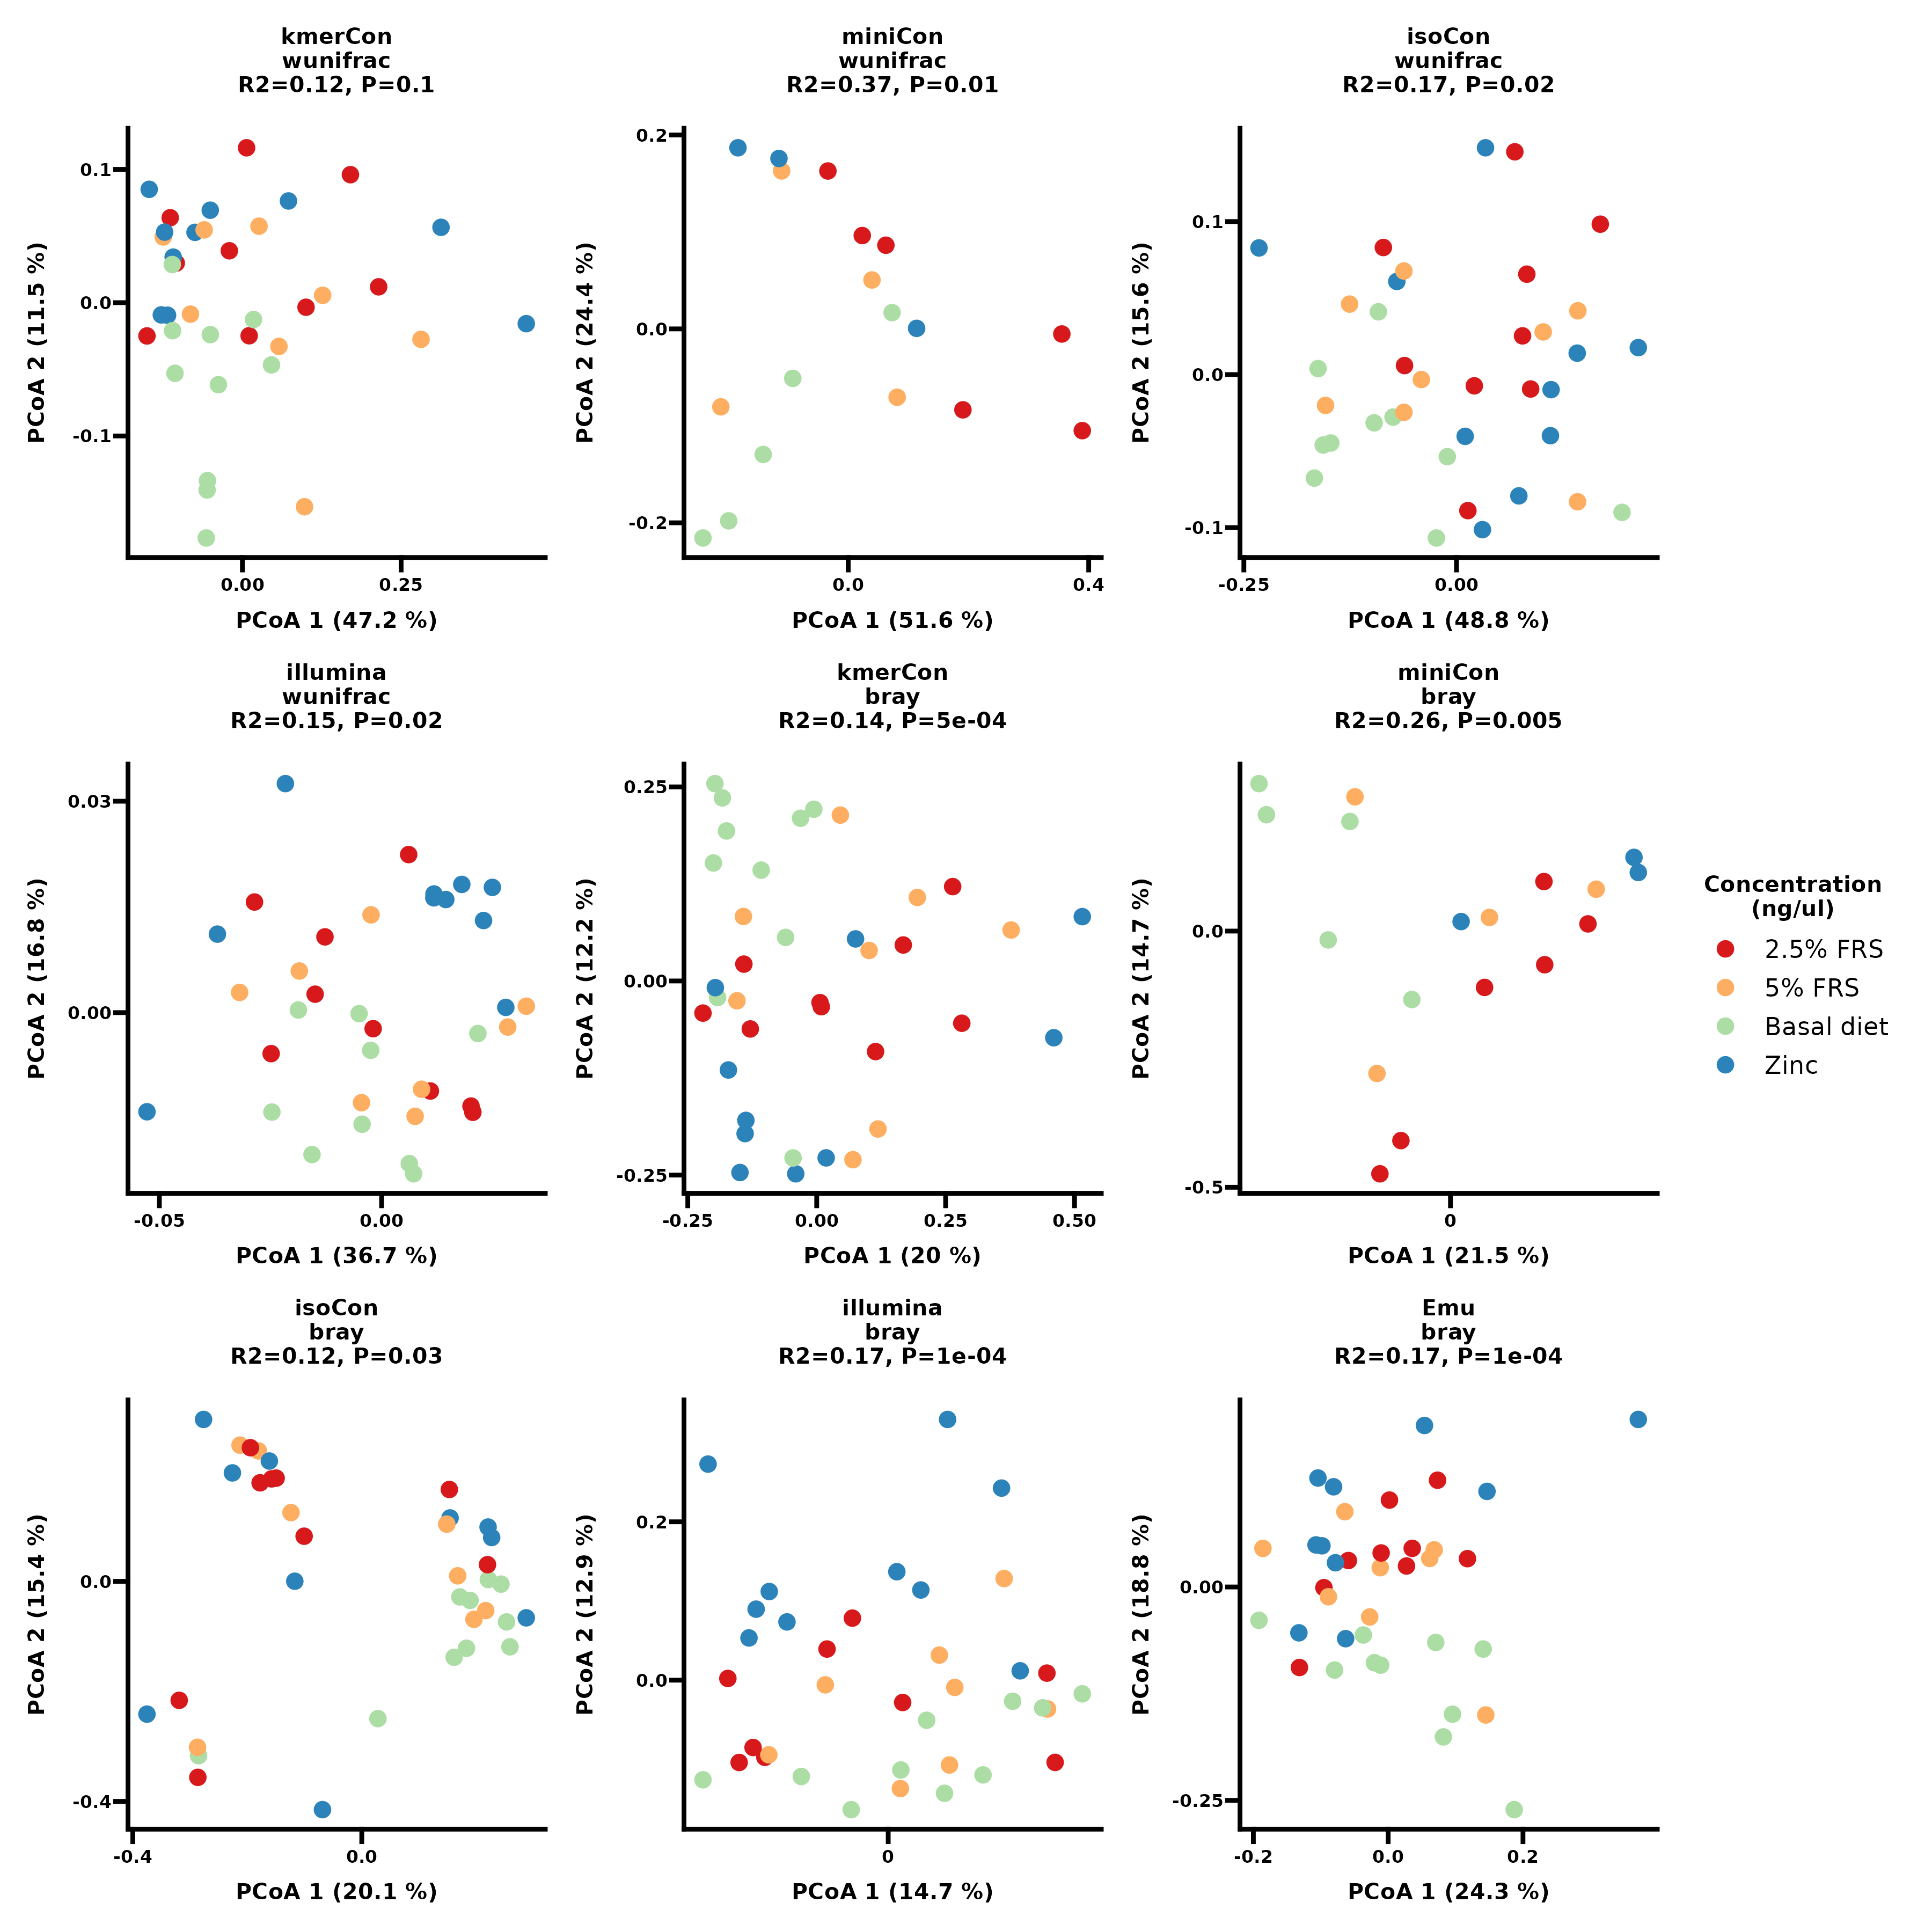 kmerCon
wunifrac
R2=0.12, P=0.1
0.1
0.0
-0.1
PCoA 2 (11.5 %)
0.00
0.25
PCoA 1 (47.2 %)
miniCon
wunifrac
R2=0.37, P=0.01
0.2
0.0
-0.2
PCoA 2 (24.4 %)
0.0
0.4
PCoA 1 (51.6 %)
isoCon
wunifrac
R2=0.17, P=0.02
0.1
0.0
-0.1
PCoA 2 (15.6 %)
-0.25
0.00
PCoA 1 (48.8 %)
illumina
wunifrac
R2=0.15, P=0.02
0.03
0.00
PCoA 2 (16.8 %)
-0.05
0.00
PCoA 1 (36.7 %)
kmerCon
bray
R2=0.14, P=5e-04
0.25
0.00
-0.25
PCoA 2 (12.2 %)
-0.25
0.00
0.25
0.50
PCoA 1 (20 %)
miniCon
bray
R2=0.26, P=0.005
0.0
-0.5
PCoA 2 (14.7 %)
0
PCoA 1 (21.5 %)
Concentration
(ng/ul)
2.5% FRS
5% FRS
Basal diet
Zinc
isoCon
bray
R2=0.12, P=0.03
0.0
-0.4
PCoA 2 (15.4 %)
-0.4
0.0
PCoA 1 (20.1 %)
illumina
bray
R2=0.17, P=1e-04
0.2
0.0
PCoA 2 (12.9 %)
0
PCoA 1 (14.7 %)
Emu
bray
R2=0.17, P=1e-04
0.00
-0.25
PCoA 2 (18.8 %)
-0.2
0.0
0.2
PCoA 1 (24.3 %)